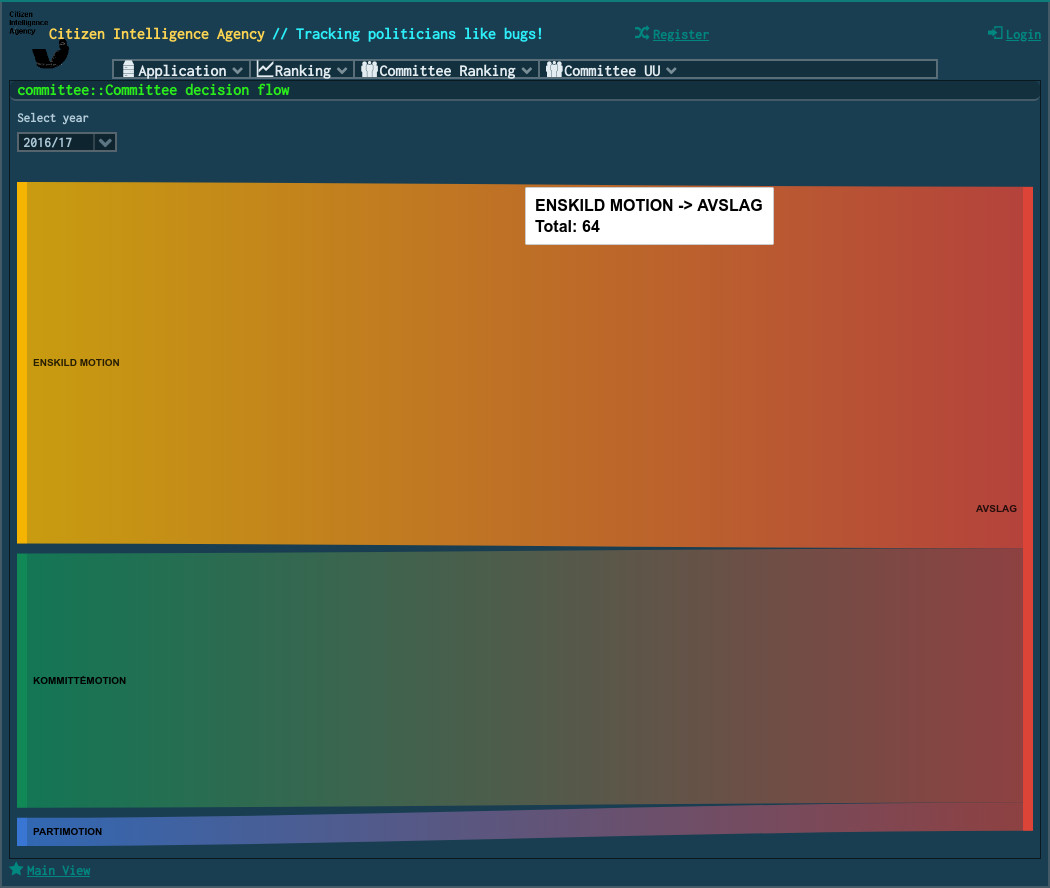 Citizen
Intelligence
Agency
Citizen Intelligence Agency // Tracking politicians like bugs!
Register
Login
Application
Ranking
Committee Ranking
Committee UU
committee::Committee decision flow
Select year
2016/17
ENSKILD MOTION -> AVSLAG
Total: 64
ENSKILD MOTION
AVSLAG
KOMMITTÉMOTION
PARTIMOTION
Main View